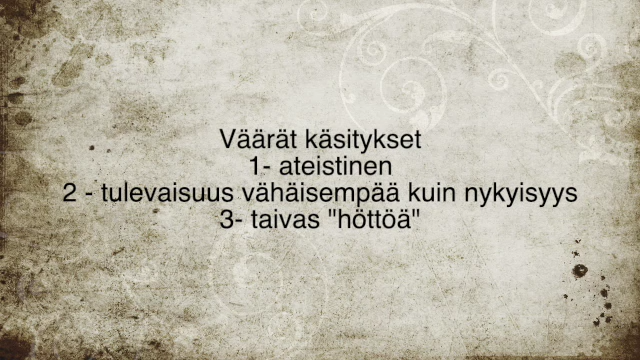 Väärät käsitykset
1- ateistinen
2 - tulevaisuus vähäisempää kuin nykyisyys
3- taivas "höttöä"